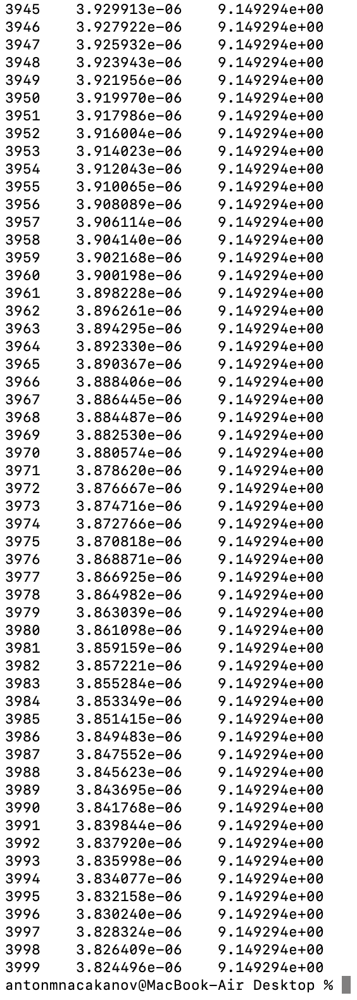 3945    3.929913e-06    9.149294e+00
3946    3.927922e-06    9.149294e+00
3947    3.925932e-06    9.149294e+00
3948    3.923943e-06    9.149294e+00
3949    3.921956e-06    9.149294e+00
3950    3.919970e-06    9.149294e+00
3951    3.917986e-06    9.149294e+00
3952    3.916004e-06    9.149294e+00
3953    3.914023e-06    9.149294e+00
3954    3.912043e-06    9.149294e+00
3955    3.910065e-06    9.149294e+00
3956    3.908089e-06    9.149294e+00
3957    3.906114e-06    9.149294e+00
3958    3.904140e-06    9.149294e+00
3959    3.902168e-06    9.149294e+00
3960    3.900198e-06    9.149294e+00
3961    3.898228e-06    9.149294e+00
3962    3.896261e-06    9.149294e+00
3963    3.894295e-06    9.149294e+00
3964    3.892330e-06    9.149294e+00
3965    3.890367e-06    9.149294e+00
3966    3.888406e-06    9.149294e+00
3967    3.886445e-06    9.149294e+00
3968    3.884487e-06    9.149294e+00
3969    3.882530e-06    9.149294e+00
3970    3.880574e-06    9.149294e+00
3971    3.878620e-06    9.149294e+00
3972    3.876667e-06    9.149294e+00
3973    3.874716e-06    9.149294e+00
3974    3.872766e-06    9.149294e+00
3975    3.870818e-06    9.149294e+00
3976    3.868871e-06    9.149294e+00
3977    3.866925e-06    9.149294e+00
3978    3.864982e-06    9.149294e+00
3979    3.863039e-06    9.149294e+00
3980    3.861098e-06    9.149294e+00
3981    3.859159e-06    9.149294e+00
3982    3.857221e-06    9.149294e+00
3983    3.855284e-06    9.149294e+00
3984    3.853349e-06    9.149294e+00
3985    3.851415e-06    9.149294e+00
3986    3.849483e-06    9.149294e+00
3987    3.847552e-06    9.149294e+00
3988    3.845623e-06    9.149294e+00
3989    3.843695e-06    9.149294e+00
3990    3.841768e-06    9.149294e+00
3991    3.839844e-06    9.149294e+00
3992    3.837920e-06    9.149294e+00
3993    3.835998e-06    9.149294e+00
3994    3.834077e-06    9.149294e+00
3995    3.832158e-06    9.149294e+00
3996    3.830240e-06    9.149294e+00
3997    3.828324e-06    9.149294e+00
3998    3.826409e-06    9.149294e+00
3999    3.824496e-06    9.149294e+00
antonmnacakanov@MacBook-Air Desktop %